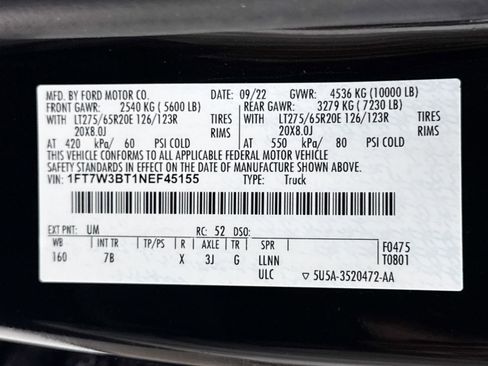 MFD. BY FORD MOTOR CO. 09/22 GVWR: 4536 KG (10000 LB)
FRONT GAWR: 2540 KG (5600 LB) REAR GAWR: 3279 KG (7230 LB)
WITH LT275/65R20E 126/123R TIRES WITH LT275/65R20E 126/123R TIRES
20X8.0J RIMS 20X8.0J RIMS
AT 420 kPa/ 60 PSI COLD AT 550 kPa/ 80 PSI COLD
THIS VEHICLE CONFORMS TO ALL APPLICABLE FEDERAL MOTOR VEHICLE
SAFETY STANDARDS IN EFFECT ON THE DATE OF MANUFACTURE SHOWN ABOVE.
VIN: 1FT7W3BT1NEF45155 TYPE: Truck
EXT PNT: UM RC: 52 DSO:
WB INT TR TP/PS R AXLE TR SPR F0475
160 7B X 3J G LLNN T0801
ULC ▽ 5U5A-3520472-AA